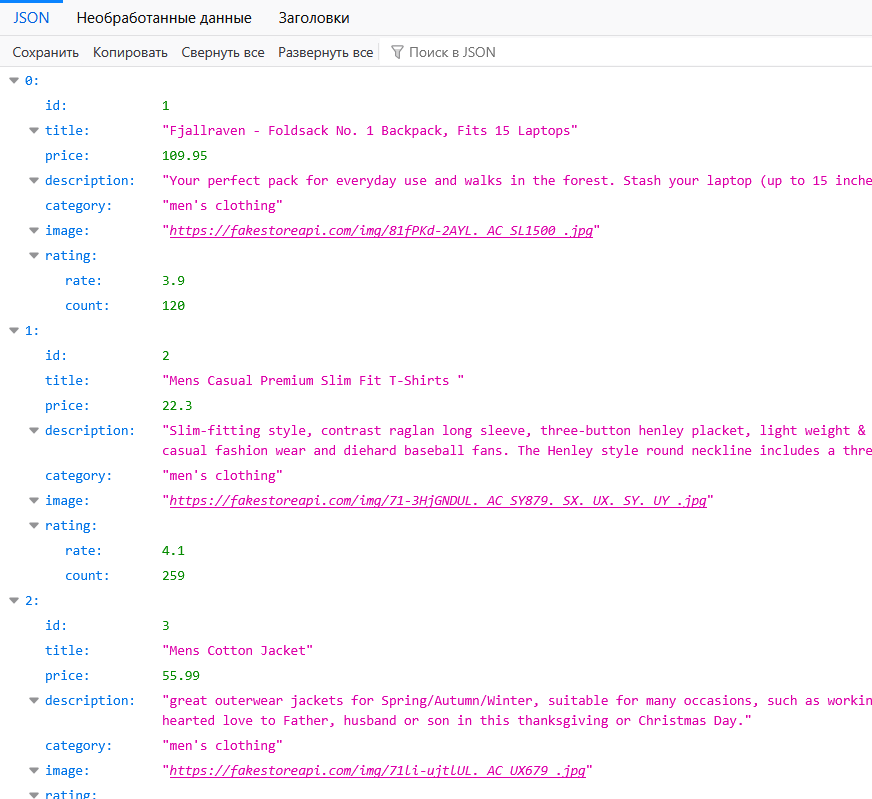 JSON Необработанные данные Заголовки
Сохранить Копировать Свернуть все Развернуть все Поиск в JSON
0:
id: 1
title: "Fjallraven - Foldsack No. 1 Backpack, Fits 15 Laptops"
price: 109.95
description: "Your perfect pack for everyday use and walks in the forest. Stash your laptop (up to 15 inche
category: "men's clothing"
image: "https://fakestoreapi.com/img/81fPKd-2AYL._AC_SL1500_.jpg"
rating:
rate: 3.9
count: 120
1:
id: 2
title: "Mens Casual Premium Slim Fit T-Shirts "
price: 22.3
description: "Slim-fitting style, contrast raglan long sleeve, three-button henley placket, light weight &
casual fashion wear and diehard baseball fans. The Henley style round neckline includes a thre
category: "men's clothing"
image: "https://fakestoreapi.com/img/71-3HjGNDUL._AC_SY879._SX._UX._SY._UY_.jpg"
rating:
rate: 4.1
count: 259
2:
id: 3
title: "Mens Cotton Jacket"
price: 55.99
description: "great outerwear jackets for Spring/Autumn/Winter, suitable for many occasions, such as workin
hearted love to Father, husband or son in this thanksgiving or Christmas Day."
category: "men's clothing"
image: "https://fakestoreapi.com/img/71li-ujtlUL._AC_UX679_.jpg"
rating: